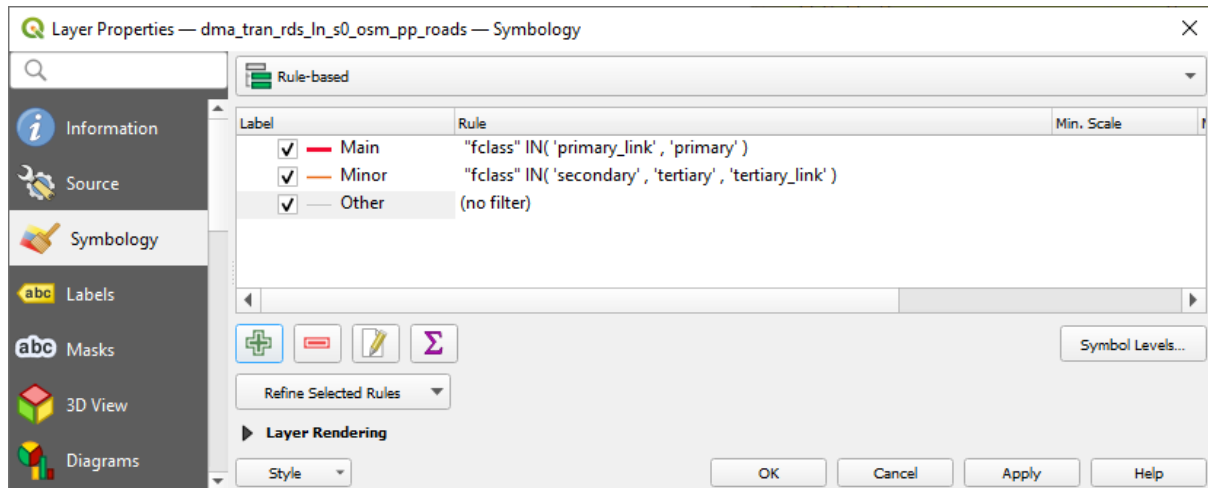 Layer Properties — dma_tran_rds_ln_s0_osm_pp_roads — Symbology
Rule-based
Information
Source
Symbology
abc Labels
abc Masks
3D View
Diagrams
Label Rule Min. Scale
Main "fclass" IN( 'primary_link' , 'primary' )
Minor "fclass" IN( 'secondary' , 'tertiary' , 'tertiary_link' )
Other (no filter)
Σ
Symbol Levels...
Refine Selected Rules
Layer Rendering
Style OK Cancel Apply Help